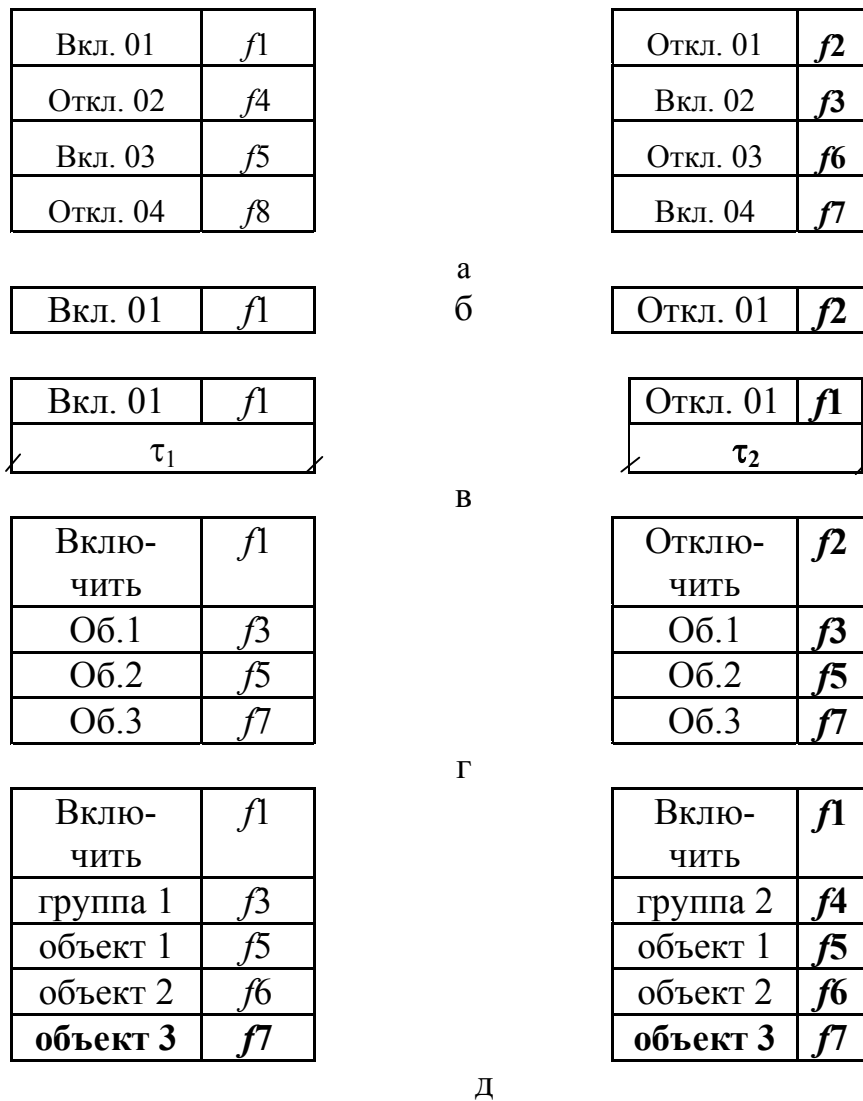 Вкл. 01 f1 Откл. 01 f2
Откл. 02 f4 Вкл. 02 f3
Вкл. 03 f5 Откл. 03 f6
Откл. 04 f8 Вкл. 04 f7
а
Вкл. 01 f1 б Откл. 01 f2
Вкл. 01 f1 Откл. 01 f1
τ1 τ2
в
Вклю- f1 Отклю- f2
чить чить
Об.1 f3 Об.1 f3
Об.2 f5 Об.2 f5
Об.3 f7 Об.3 f7
г
Вклю- f1 Вклю- f1
чить чить
группа 1 f3 группа 2 f4
объект 1 f5 объект 1 f5
объект 2 f6 объект 2 f6
объект 3 f7 объект 3 f7
д